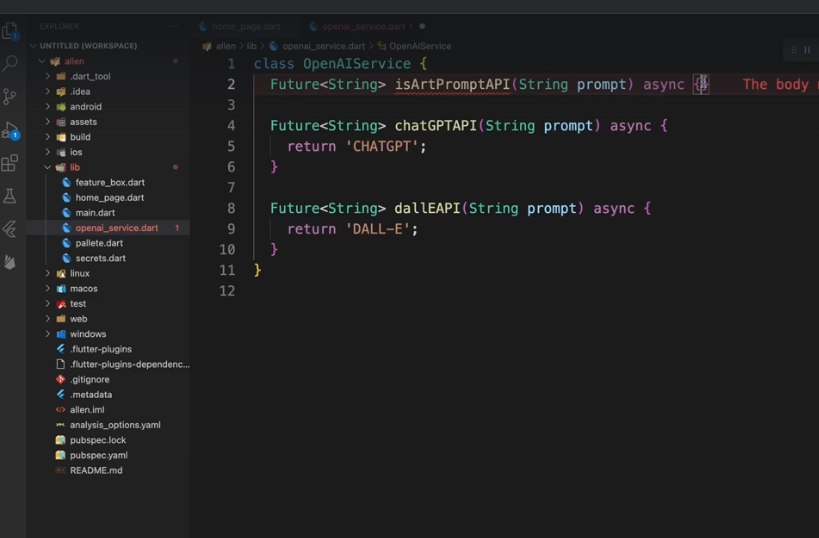 EXPLORER
home_page.dart
openai_service.dart 1
UNTITLED (WORKSPACE)
allen
.dart_tool
.idea
android
assets
build
ios
lib
feature_box.dart
home_page.dart
main.dart
openai_service.dart 1
pallete.dart
secrets.dart
linux
macos
test
web
windows
.flutter-plugins
.flutter-plugins-dependenc...
.gitignore
.metadata
allen.iml
analysis_options.yaml
pubspec.lock
pubspec.yaml
README.md
allen > lib > openai_service.dart > OpenAIService
1 class OpenAIService {
2 Future<String> isArtPromptAPI(String prompt) async {} The body
3
4 Future<String> chatGPTAPI(String prompt) async {
5 return 'CHATGPT';
6 }
7
8 Future<String> dallEAPI(String prompt) async {
9 return 'DALL-E';
10 }
11 }
12